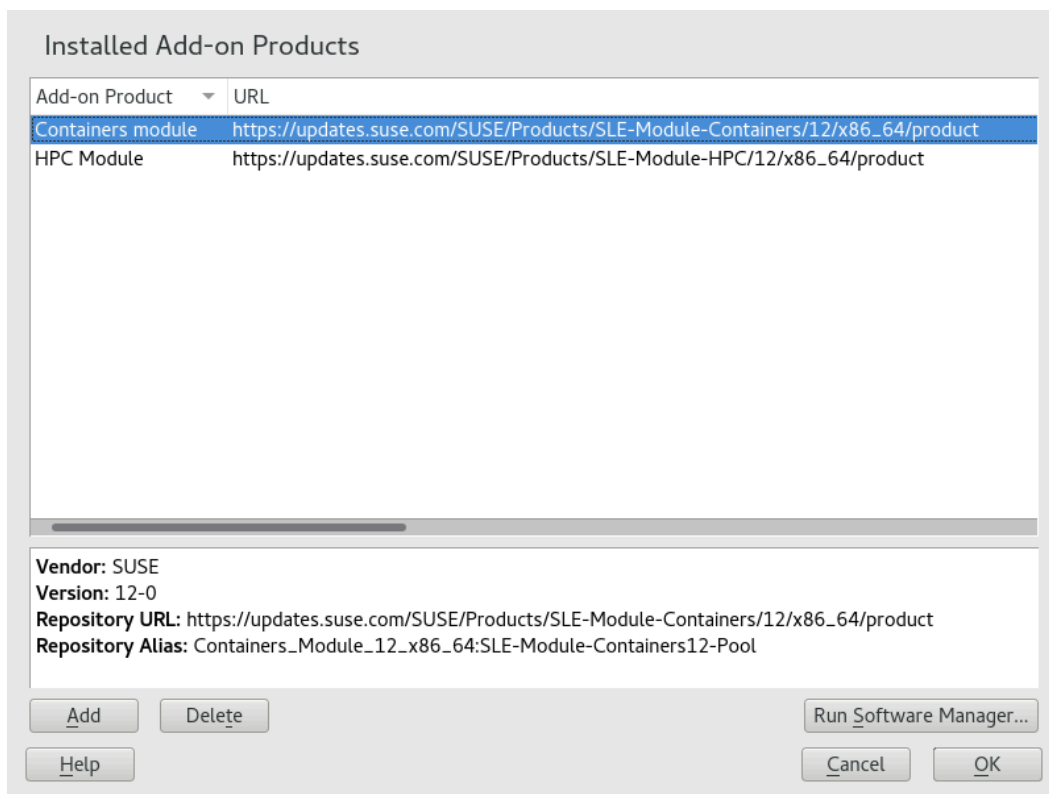 Installed Add-on Products
Add-on Product URL
Containers module https://updates.suse.com/SUSE/Products/SLE-Module-Containers/12/x86_64/product
HPC Module https://updates.suse.com/SUSE/Products/SLE-Module-HPC/12/x86_64/product
Vendor: SUSE
Version: 12-0
Repository URL: https://updates.suse.com/SUSE/Products/SLE-Module-Containers/12/x86_64/product
Repository Alias: Containers_Module_12_x86_64:SLE-Module-Containers12-Pool
Add Delete Run Software Manager...
Help Cancel OK